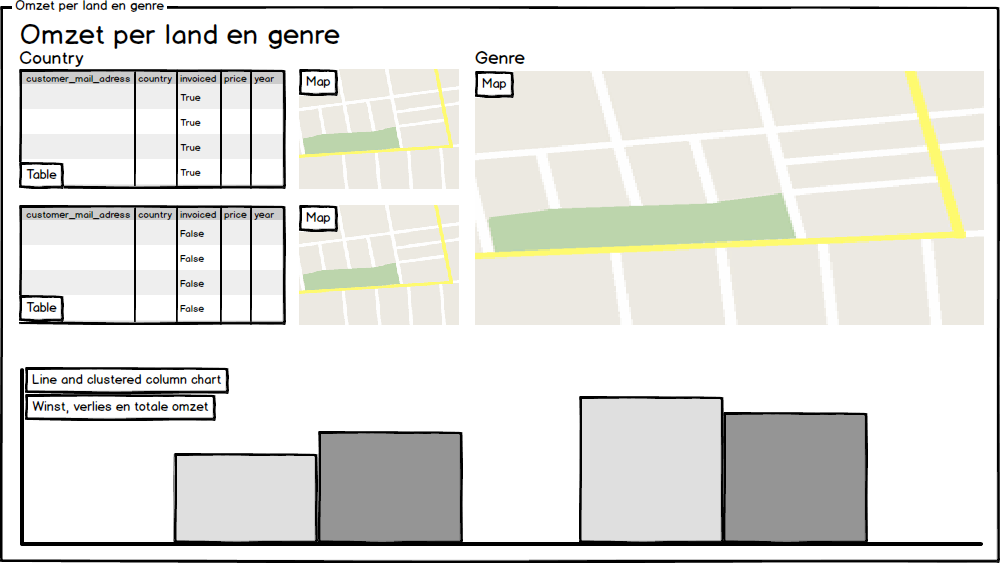 Omzet per land en genre
Omzet per land en genre
Country
Genre
customer_mail_adress country invoiced price year
True
True
True
True
Table
Map
Map
customer_mail_adress country invoiced price year
False
False
False
False
Table
Map
Line and clustered column chart
Winst, verlies en totale omzet